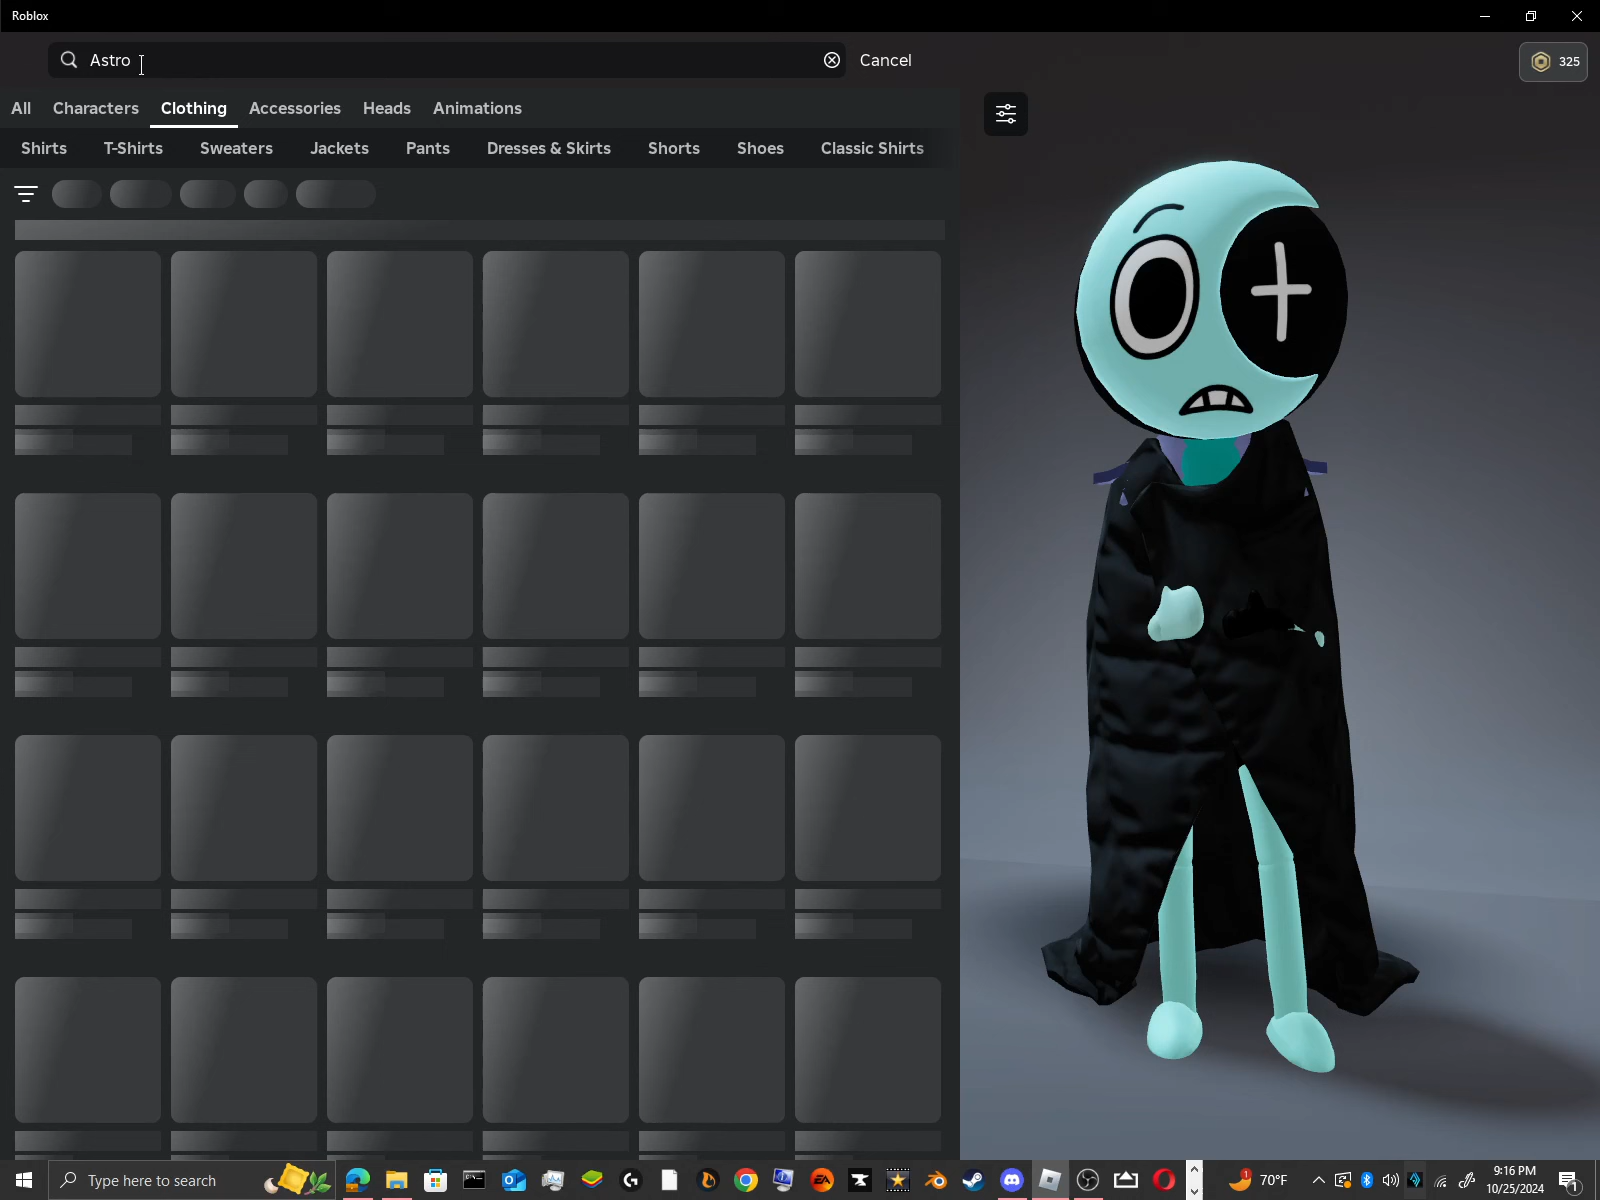 Roblox
Astro
Cancel
325
All Characters Clothing Accessories Heads Animations
Shirts T-Shirts Sweaters Jackets Pants Dresses & Skirts Shorts Shoes Classic Shirts
Type here to search
70°F
9:16 PM
10/25/2024